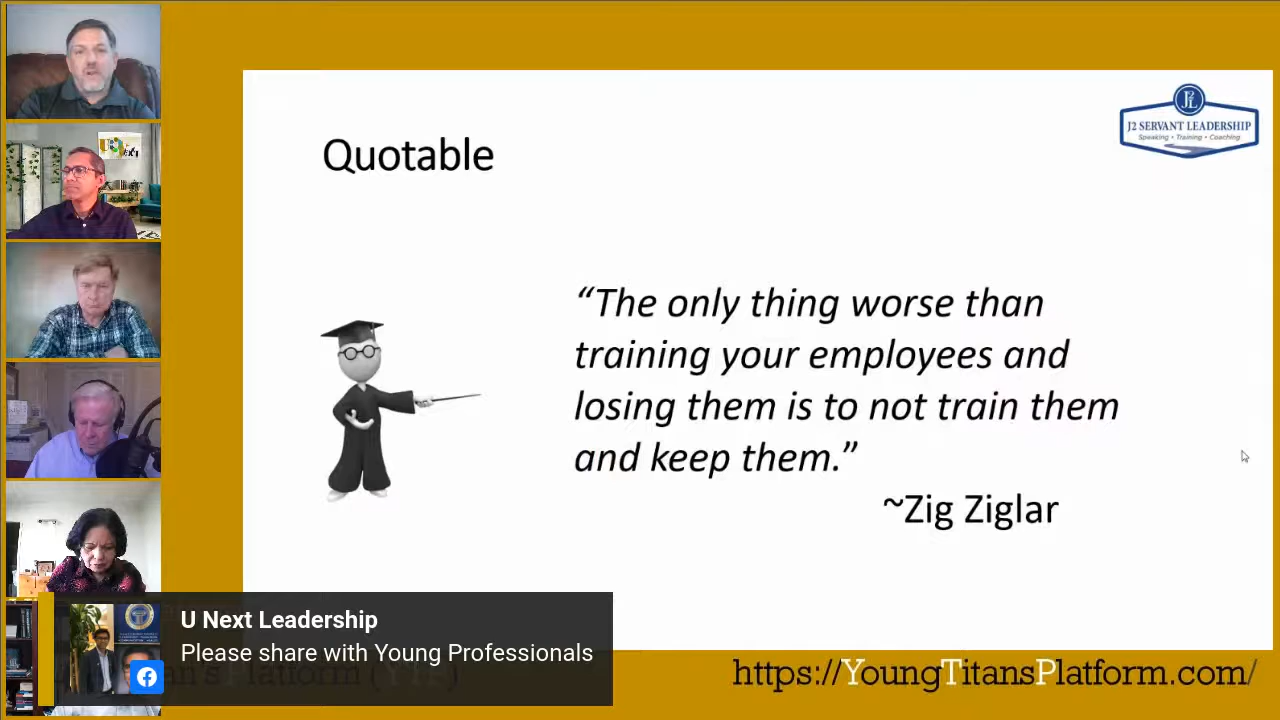 Quotable
J2 SERVANT LEADERSHIP
Speaking • Training • Coaching
“The only thing worse than
training your employees and
losing them is to not train them
and keep them.”
~Zig Ziglar
U Next Leadership
Please share with Young Professionals
https://YoungTitansPlatform.com/